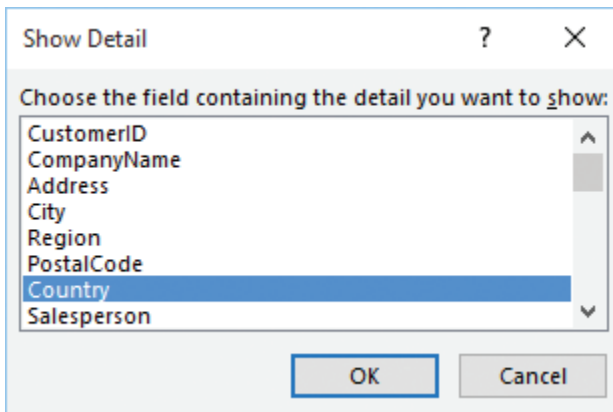 Show Detail ?
Choose the field containing the detail you want to show:
CustomerID
CompanyName
Address
City
Region
PostalCode
Country
Salesperson
OK Cancel